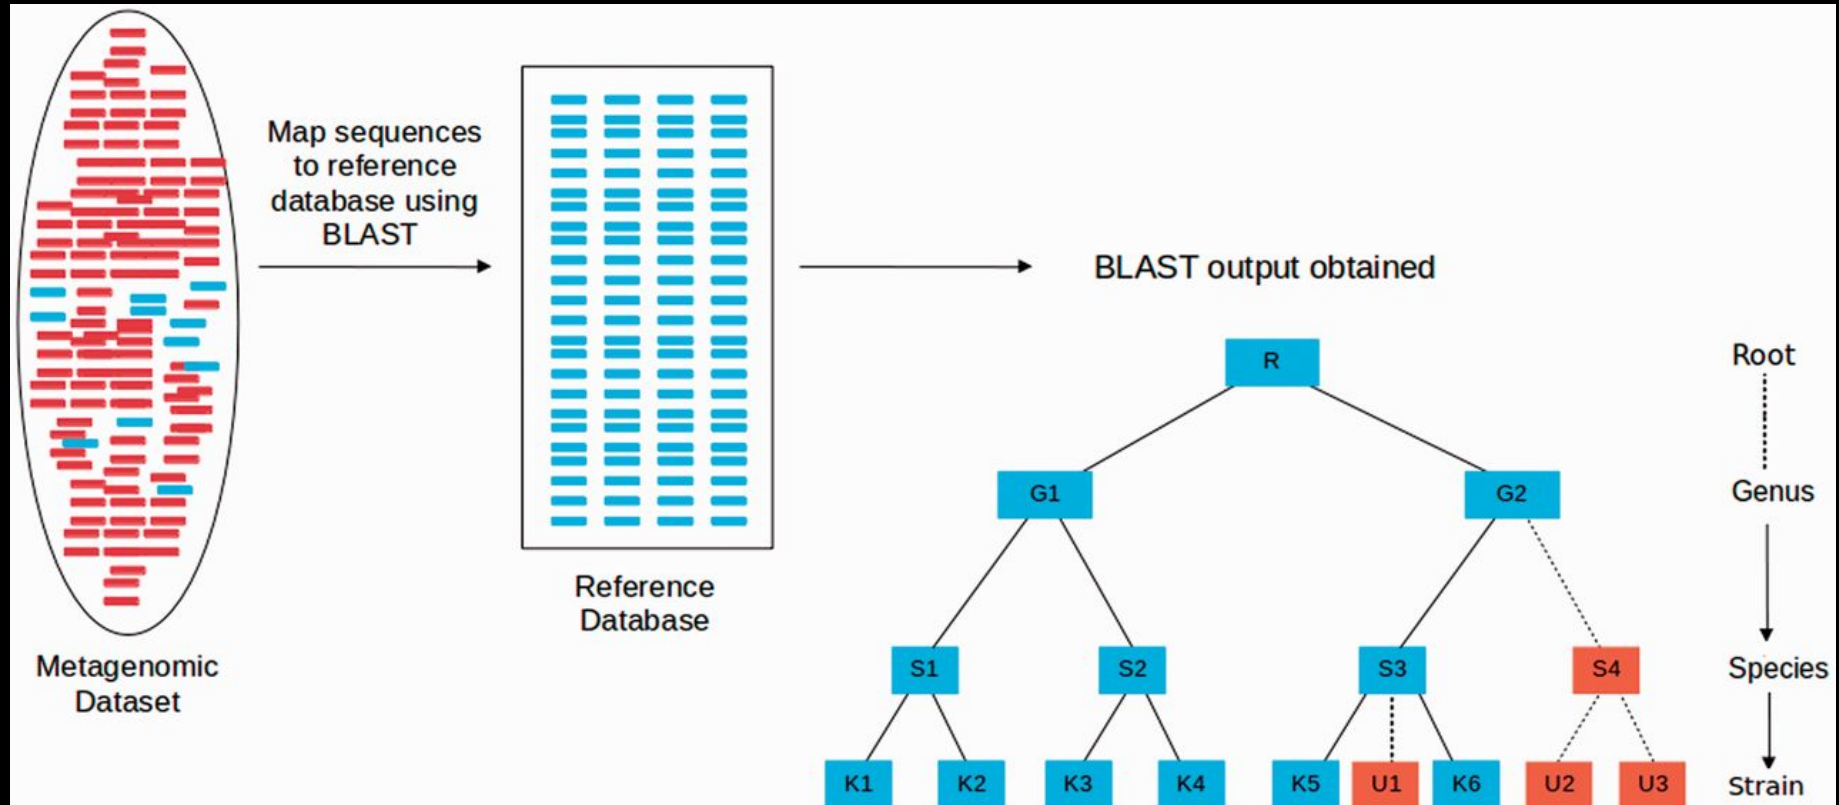 Map sequences
to reference
database using
BLAST
BLAST output obtained
Metagenomic
Dataset
Reference
Database
R
Root
G1
G2
Genus
S1
S2
S3
S4
Species
K1
K2
K3
K4
K5
U1
K6
U2
U3
Strain